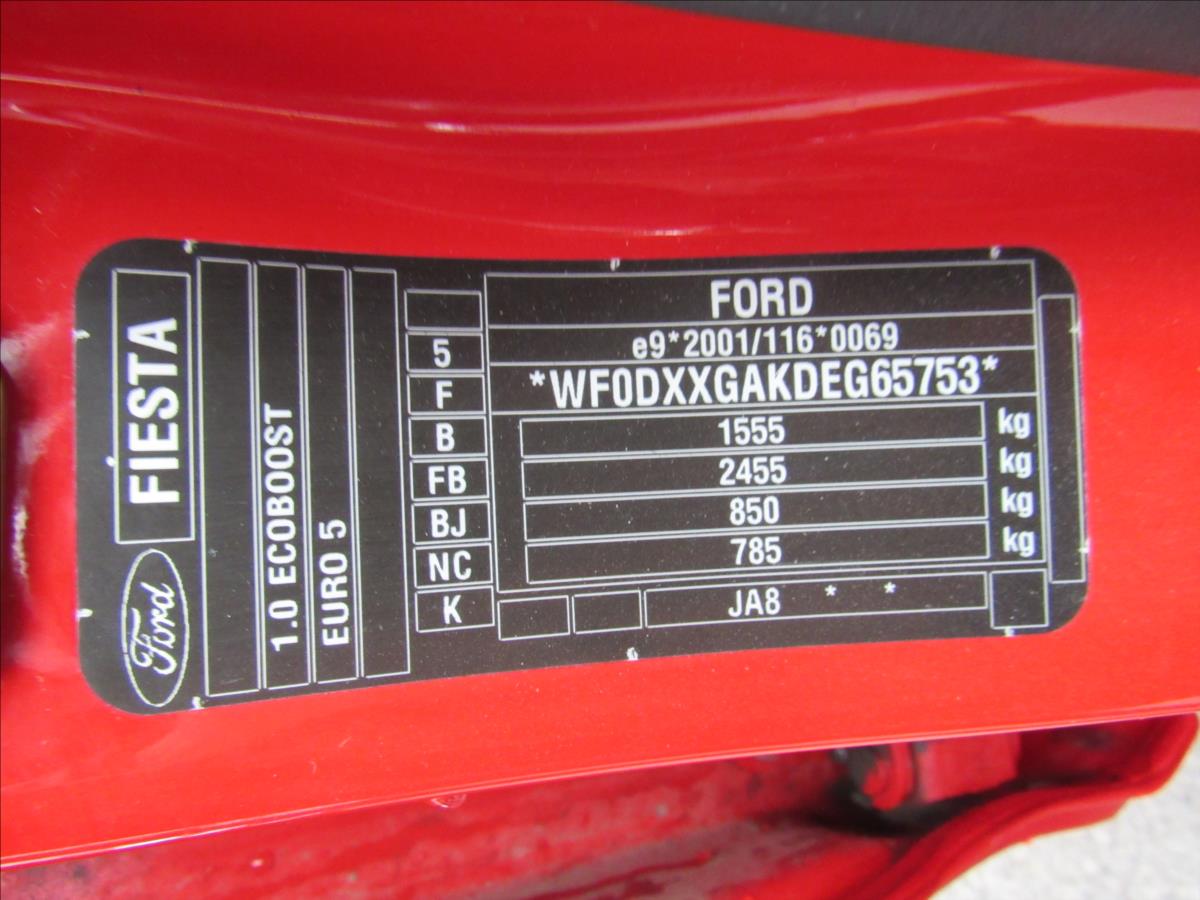 FORD
e9*2001/116*0069
*WF0DXXGAKDEG65753*
5
F
B
FB
BJ
NC
K
1555 kg
2455 kg
850 kg
785 kg
JA8 * *
Ford
FIESTA
1.0 ECOBOOST
EURO 5